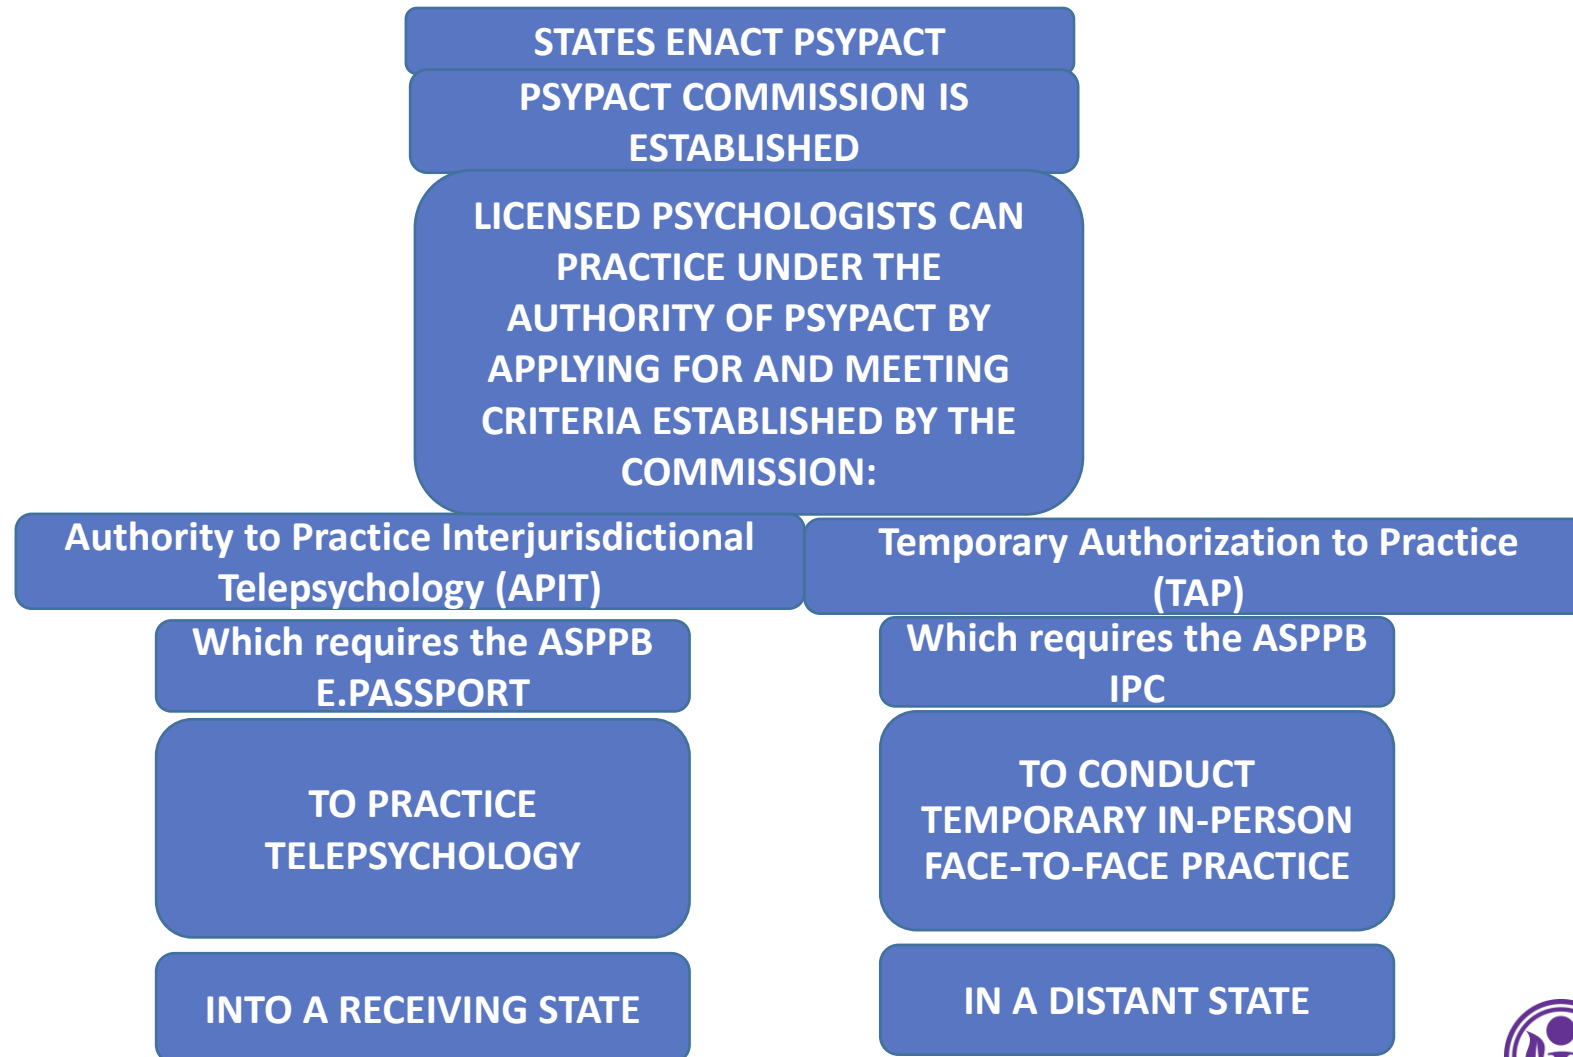 STATES ENACT PSYPACT
PSYPACT COMMISSION IS
ESTABLISHED
LICENSED PSYCHOLOGISTS CAN
PRACTICE UNDER THE
AUTHORITY OF PSYPACT BY
APPLYING FOR AND MEETING
CRITERIA ESTABLISHED BY THE
COMMISSION:
Authority to Practice Interjurisdictional
Telepsychology (APIT)
Which requires the ASPPB
E.PASSPORT
TO PRACTICE
TELEPSYCHOLOGY
INTO A RECEIVING STATE
Temporary Authorization to Practice
(TAP)
Which requires the ASPPB
IPC
TO CONDUCT
TEMPORARY IN-PERSON
FACE-TO-FACE PRACTICE
IN A DISTANT STATE